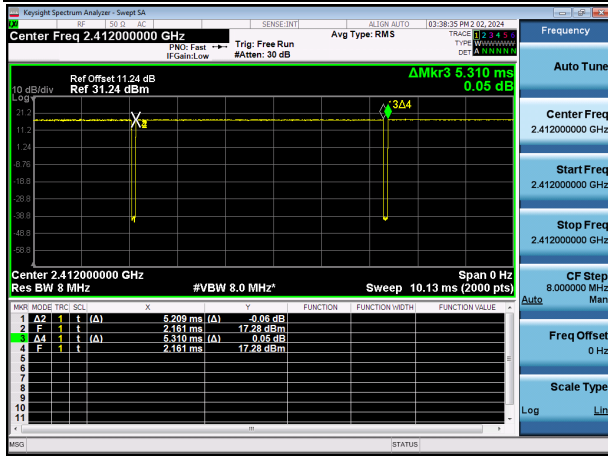 Keysight Spectrum Analyzer - Swept SA
RF 50 Ω AC SENSE:INT ALIGN AUTO 03:38:35 PM 2 02, 2024
Center Freq 2.412000000 GHz Avg Type: RMS TRACE 1 2 3 4 5 6
PNO: Fast Trig: Free Run TYPE WWWWWW
IFGain:Low #Atten: 30 dB DET A N N N N N
Ref Offset 11.24 dB ΔMkr3 5.310 ms
10 dB/div Ref 31.24 dBm 0.05 dB
Log
3Δ4
21.2
2
11.2
1.24
-8.76
-18.8
-28.8
-38.8
-48.8
-58.8
Center 2.412000000 GHz Span 0 Hz
Res BW 8 MHz #VBW 8.0 MHz* Sweep 10.13 ms (2000 pts)
MKR MODE TRC SCL X Y FUNCTION FUNCTION WIDTH FUNCTION VALUE
1 Δ2 1 t (Δ) 5.209 ms (Δ) -0.06 dB
2 F 1 t 2.161 ms 17.28 dBm
3 Δ4 1 t (Δ) 5.310 ms (Δ) 0.05 dB
4 F 1 t 2.161 ms 17.28 dBm
5
6
7
8
9
10
11
MSG STATUS
Frequency
Auto Tune
Center Freq
2.412000000 GHz
Start Freq
2.412000000 GHz
Stop Freq
2.412000000 GHz
CF Step
8.000000 MHz
Auto Man
Freq Offset
0 Hz
Scale Type
Log Lin